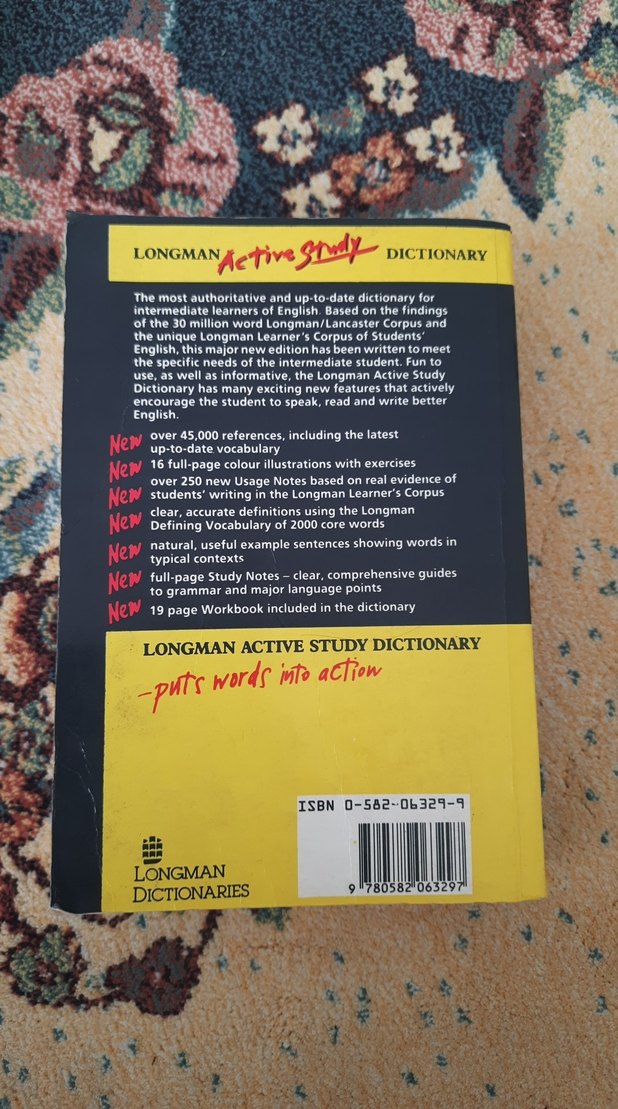 LONGMAN Active Study DICTIONARY
The most authoritative and up-to-date dictionary for
intermediate learners of English. Based on the findings
of the 30 million word Longman/Lancaster Corpus and
the unique Longman Learner's Corpus of Students'
English, this major new edition has been written to meet
the specific needs of the intermediate student. Fun to
use, as well as informative, the Longman Active Study
Dictionary has many exciting new features that actively
encourage the student to speak, read and write better
English.
New over 45,000 references, including the latest
up-to-date vocabulary
New 16 full-page colour illustrations with exercises
New over 250 new Usage Notes based on real evidence of
students' writing in the Longman Learner's Corpus
New clear, accurate definitions using the Longman
Defining Vocabulary of 2000 core words
New natural, useful example sentences showing words in
typical contexts
New full-page Study Notes – clear, comprehensive guides
to grammar and major language points
New 19 page Workbook included in the dictionary
LONGMAN ACTIVE STUDY DICTIONARY
–puts words into action
ISBN 0-582-06329-9
9 780582 063297
LONGMAN
DICTIONARIES